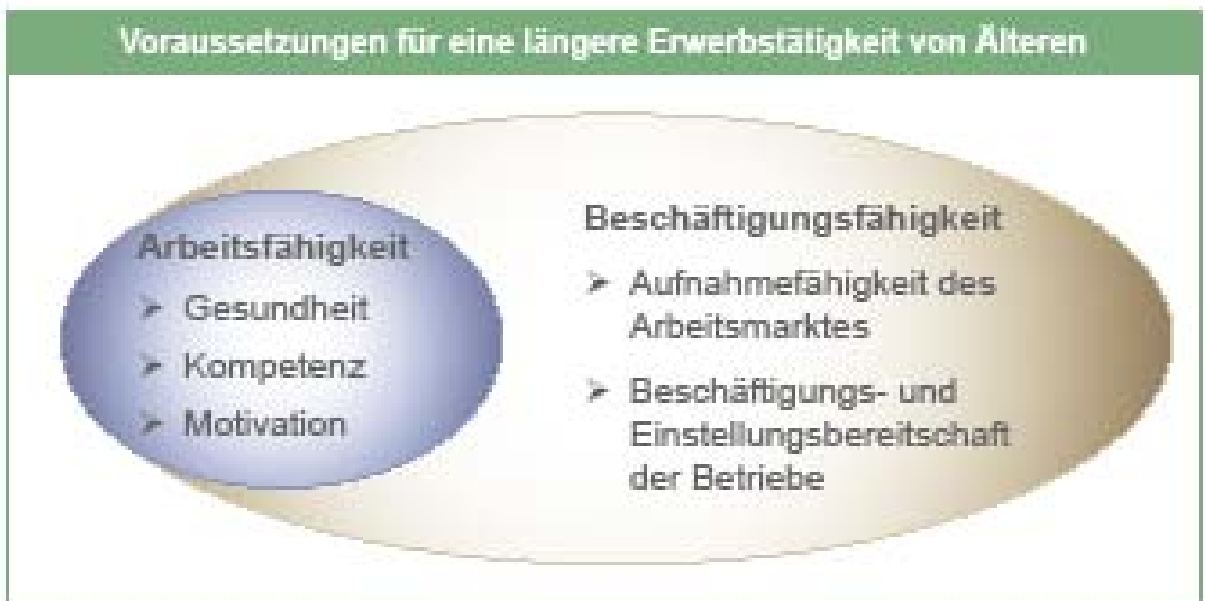 Voraussetzungen für eine längere Erwerbstätigkeit von Älteren
Arbeitsfähigkeit
➢ Gesundheit
➢ Kompetenz
➢ Motivation
Beschäftigungsfähigkeit
➢ Aufnahmefähigkeit des
Arbeitsmarktes
➢ Beschäftigungs- und
Einstellungsbereitschaft
der Betriebe